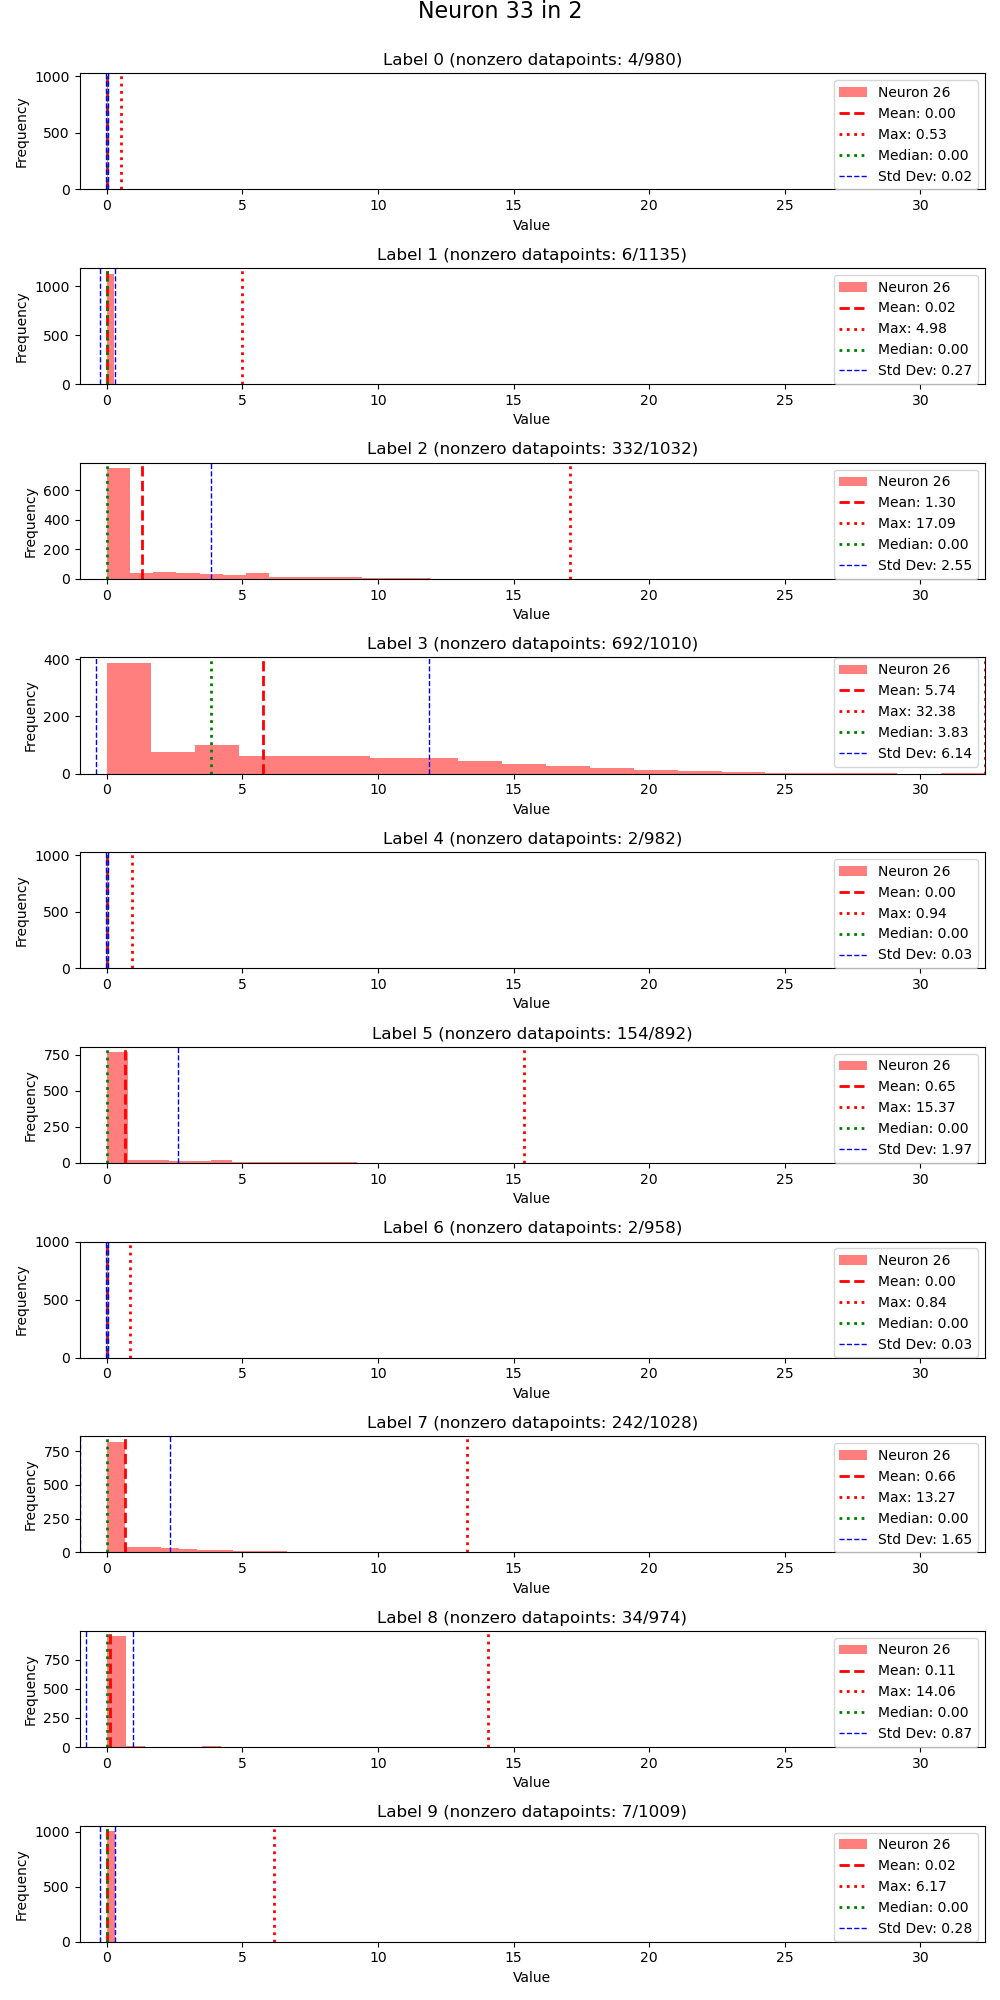 Neuron 33 in 2
Label 0 (nonzero datapoints: 4/980)
1000
500
0
Frequency
Neuron 26
Mean: 0.00
Max: 0.53
Median: 0.00
Std Dev: 0.02
0 5 10 15 20 25 30
Value
Label 1 (nonzero datapoints: 6/1135)
1000
500
0
Frequency
Neuron 26
Mean: 0.02
Max: 4.98
Median: 0.00
Std Dev: 0.27
0 5 10 15 20 25 30
Value
Label 2 (nonzero datapoints: 332/1032)
600
400
200
0
Frequency
Neuron 26
Mean: 1.30
Max: 17.09
Median: 0.00
Std Dev: 2.55
0 5 10 15 20 25 30
Value
Label 3 (nonzero datapoints: 692/1010)
400
200
0
Frequency
Neuron 26
Mean: 5.74
Max: 32.38
Median: 3.83
Std Dev: 6.14
0 5 10 15 20 25 30
Value
Label 4 (nonzero datapoints: 2/982)
1000
500
0
Frequency
Neuron 26
Mean: 0.00
Max: 0.94
Median: 0.00
Std Dev: 0.03
0 5 10 15 20 25 30
Value
Label 5 (nonzero datapoints: 154/892)
750
500
250
0
Frequency
Neuron 26
Mean: 0.65
Max: 15.37
Median: 0.00
Std Dev: 1.97
0 5 10 15 20 25 30
Value
Label 6 (nonzero datapoints: 2/958)
1000
500
0
Frequency
Neuron 26
Mean: 0.00
Max: 0.84
Median: 0.00
Std Dev: 0.03
0 5 10 15 20 25 30
Value
Label 7 (nonzero datapoints: 242/1028)
750
500
250
0
Frequency
Neuron 26
Mean: 0.66
Max: 13.27
Median: 0.00
Std Dev: 1.65
0 5 10 15 20 25 30
Value
Label 8 (nonzero datapoints: 34/974)
750
500
250
0
Frequency
Neuron 26
Mean: 0.11
Max: 14.06
Median: 0.00
Std Dev: 0.87
0 5 10 15 20 25 30
Value
Label 9 (nonzero datapoints: 7/1009)
1000
500
0
Frequency
Neuron 26
Mean: 0.02
Max: 6.17
Median: 0.00
Std Dev: 0.28
0 5 10 15 20 25 30
Value